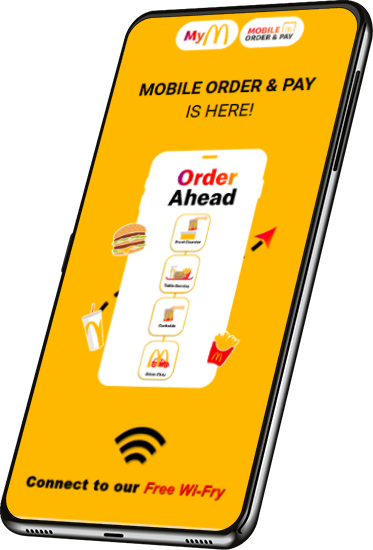 MyM
MOBILE
ORDER & PAY
MOBILE ORDER & PAY
IS HERE!
Order
Ahead
Front Counter
Table Service
Curbside
Drive-Thru
Connect to our Free Wi-Fry